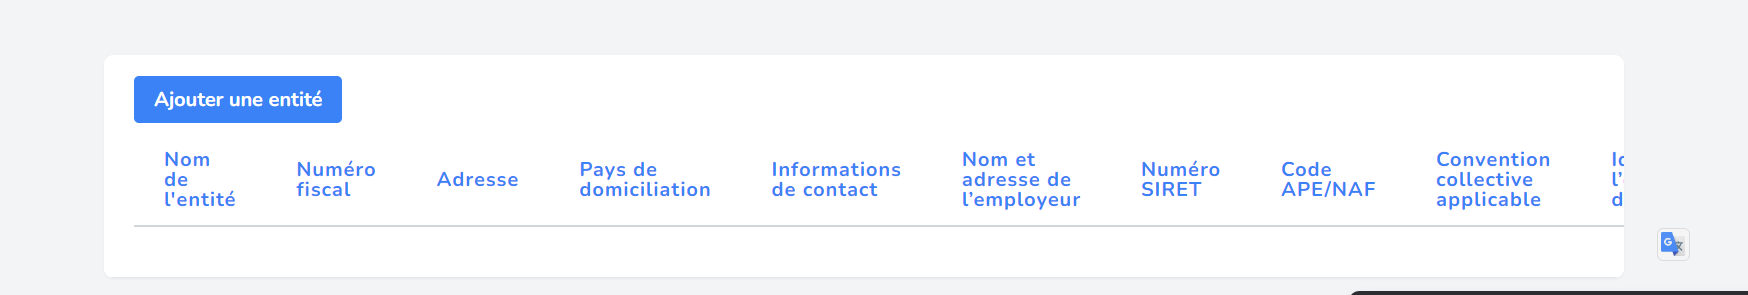 Ajouter une entité
Nom
de
l'entité
Numéro
fiscal
Adresse
Pays de
domiciliation
Informations
de contact
Nom et
adresse de
l’employeur
Numéro
SIRET
Code
APE/NAF
Convention
collective
applicable